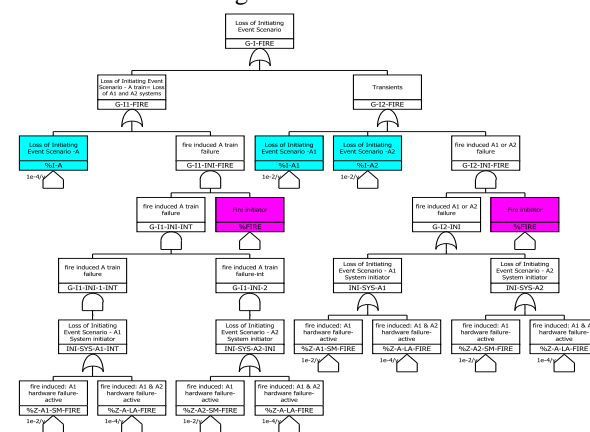 Loss of Initiating
Event Scenario
G-I-FIRE
Loss of Initiating Event
Scenario - A train= Loss
of A1 and A2 systems
G-I1-FIRE
Transients
G-I2-FIRE
Loss of Initiating
Event Scenario -A
%I-A
1e-4/y
fire induced A train
failure
G-I1-INI-FIRE
Loss of Initiating
Event Scenario -A1
%I-A1
1e-2/y
Loss of Initiating
Event Scenario -A2
%I-A2
1e-2/y
fire induced A1 or A2
failure
G-I2-INI-FIRE
fire induced A train
failure
G-I1-INI-INT
Fire initiator
%FIRE
fire induced A1 or A2
failure
G-I2-INI
Fire initiator
%FIRE
fire induced A train
failure
G-I1-INI-1-INT
fire induced A train
failure-int
G-I1-INI-2
Loss of Initiating
Event Scenario - A1
System initiator
INI-SYS-A1
Loss of Initiating
Event Scenario - A2
System initiator
INI-SYS-A2
Loss of Initiating
Event Scenario - A1
System initiator
INI-SYS-A1-INT
Loss of Initiating
Event Scenario - A2
System initiator
INI-SYS-A2-INI
fire induced: A1
hardware failure-
active
%Z-A1-SM-FIRE
1e-2/y
fire induced: A1 & A2
hardware failure-
active
%Z-A-LA-FIRE
1e-4/y
fire induced: A1
hardware failure-
active
%Z-A2-SM-FIRE
1e-2/y
fire induced: A1 & A
hardware failure-
active
%Z-A-LA-FIRE
1e-4/y
fire induced: A1
hardware failure-
active
%Z-A1-SM-FIRE
1e-2/y
fire induced: A1 & A2
hardware failure-
active
%Z-A-LA-FIRE
1e-4/y
fire induced: A1
hardware failure-
active
%Z-A2-SM-FIRE
1e-2/y
fire induced: A1 & A2
hardware failure-
active
%Z-A-LA-FIRE
1e-4/y